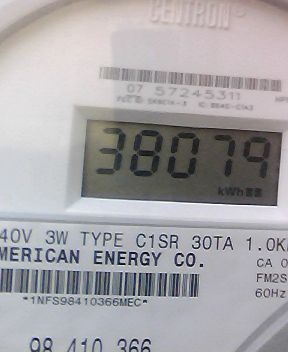 CENTRON®
07 57245311
38079
kWh
40V 3W TYPE C1SR 30TA 1.0K
MERICAN ENERGY CO.
CA 0
FM2S
60Hz
*1NFS98410366MEC*
98 410 366